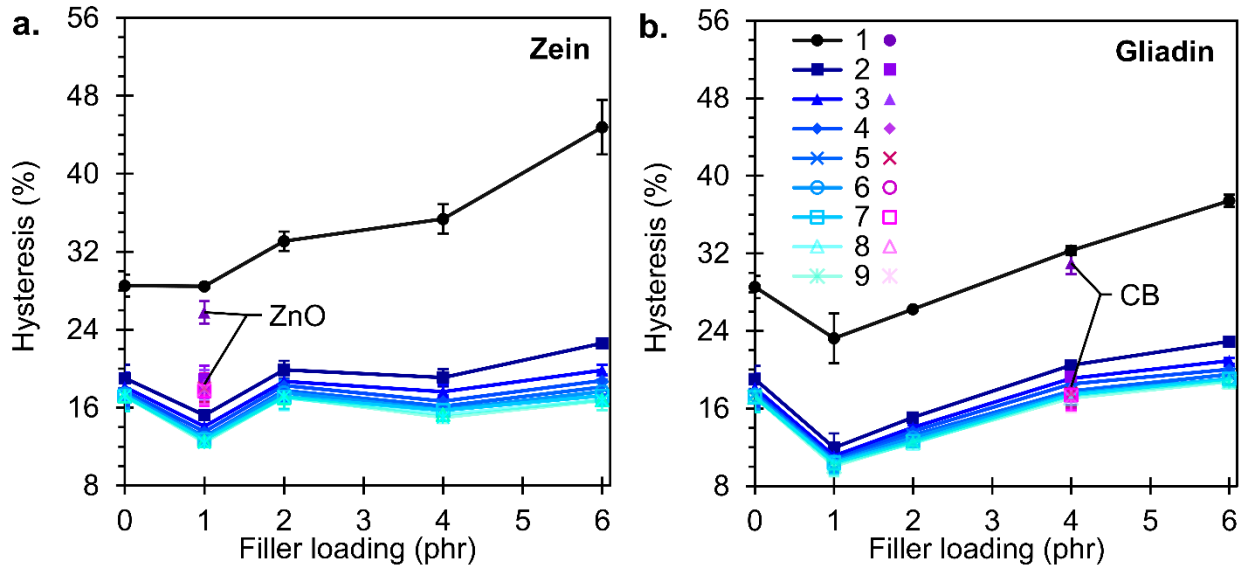 a.
Zein
56
48
40
32
24
16
8
Hysteresis (%)
ZnO
0 1 2 3 4 5 6
Filler loading (phr)
b.
Gliadin
56
48
40
32
24
16
8
Hysteresis (%)
1
2
3
4
5
6
7
8
9
CB
0 1 2 3 4 5 6
Filler loading (phr)